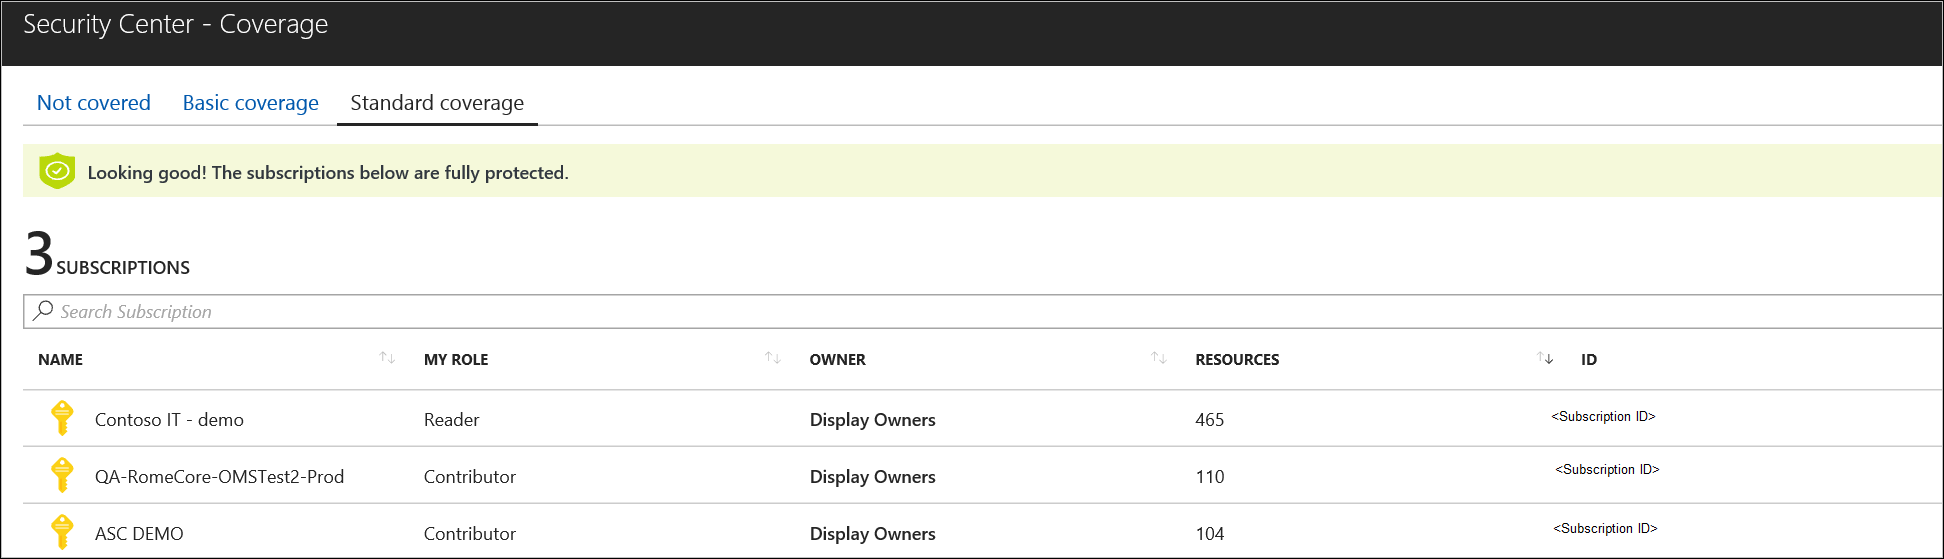 Security Center - Coverage
Not covered Basic coverage Standard coverage
Looking good! The subscriptions below are fully protected.
3 SUBSCRIPTIONS
Search Subscription
NAME MY ROLE OWNER RESOURCES ID
Contoso IT - demo Reader Display Owners 465 <Subscription ID>
QA-RomeCore-OMSTest2-Prod Contributor Display Owners 110 <Subscription ID>
ASC DEMO Contributor Display Owners 104 <Subscription ID>